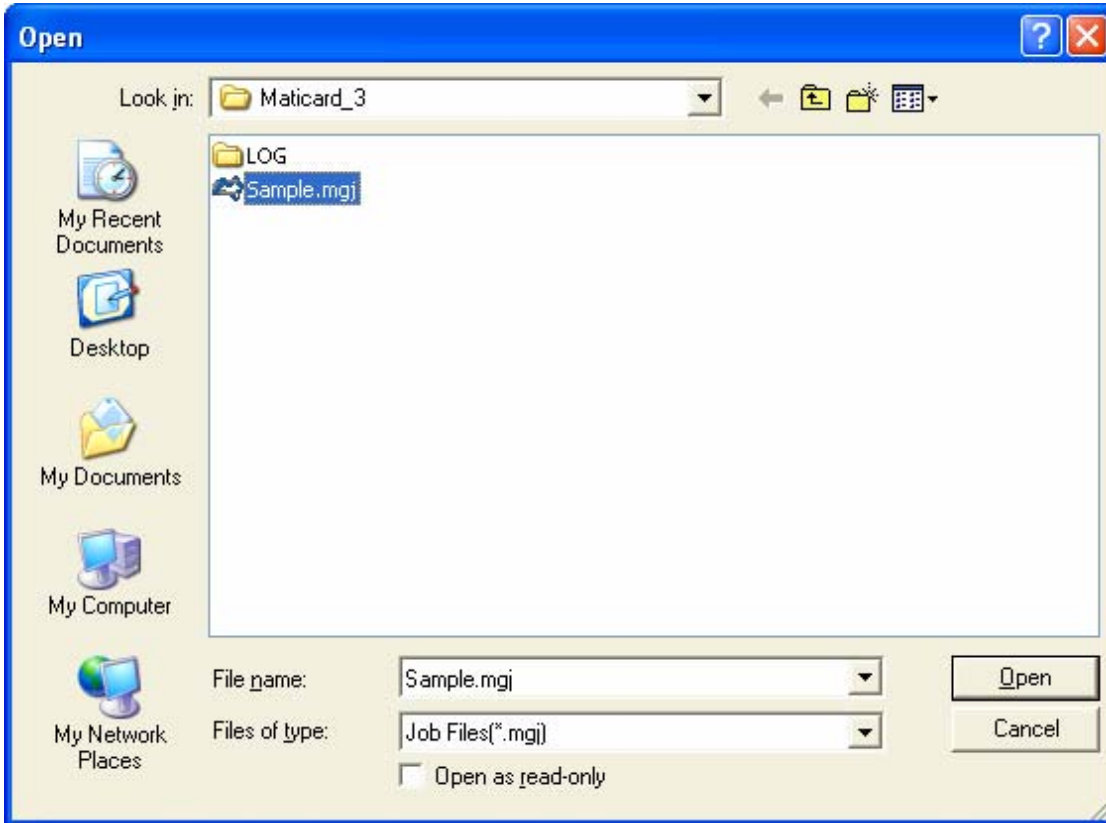 Open
Look in:
Maticard_3
LOG
Sample.mgj
My Recent
Documents
Desktop
My Documents
My Computer
My Network
Places
File name:
Sample.mgj
Open
Files of type:
Job Files(*.mgj)
Cancel
Open as read-only